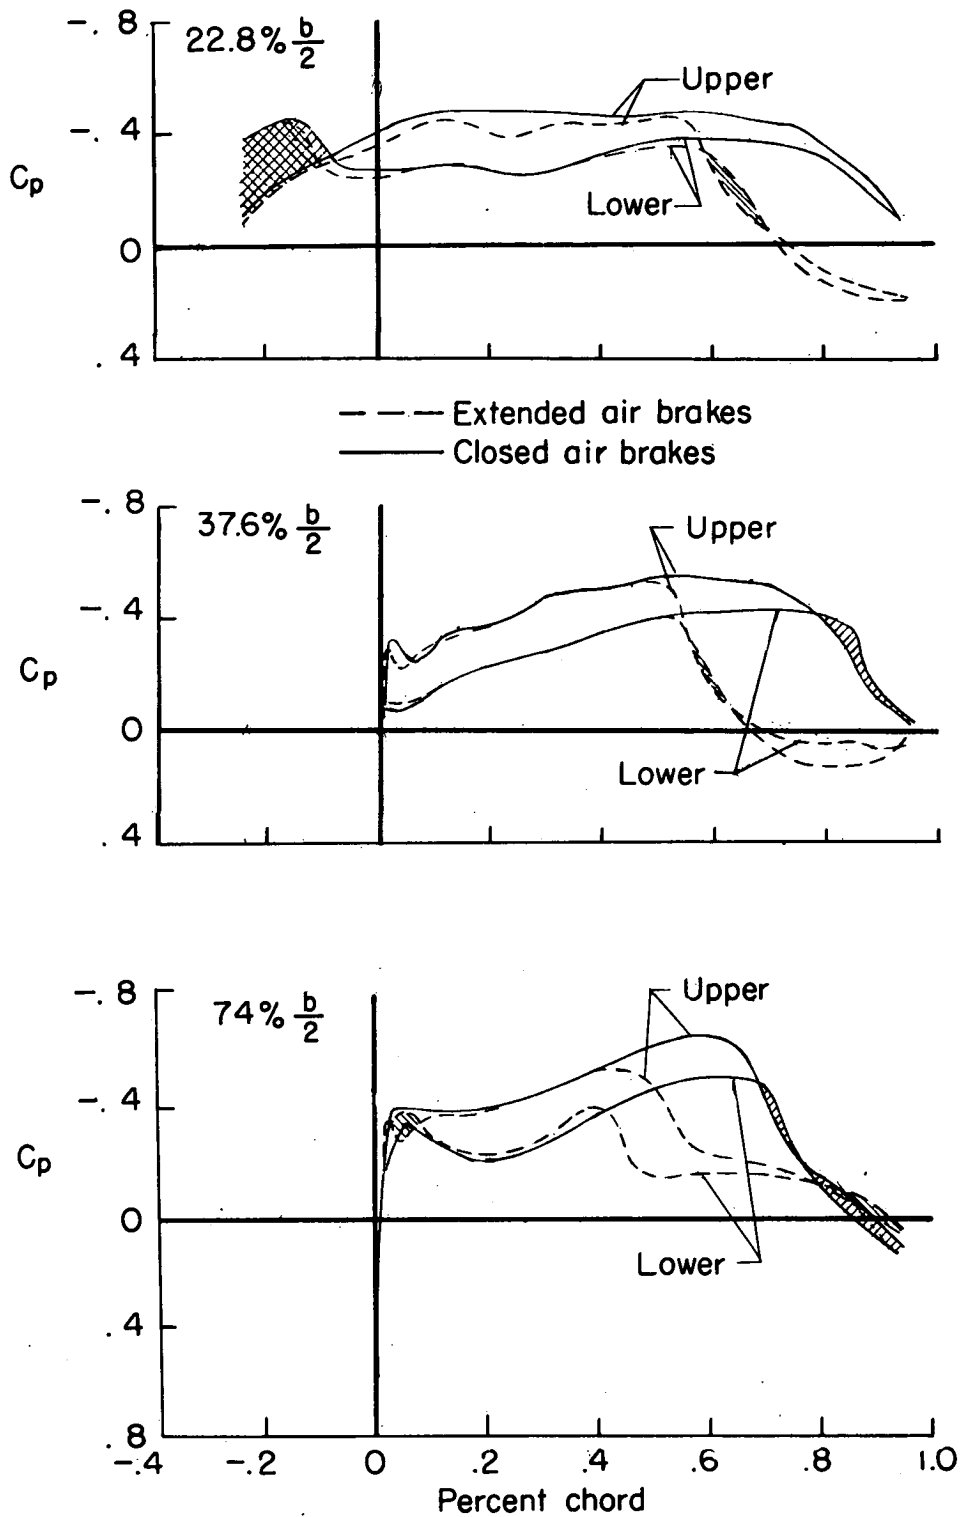 -.8
22.8% b/2
Upper
-.4
Cp
Lower
0
.4
Extended air brakes
Closed air brakes
-.8
37.6% b/2
Upper
-.4
Cp
0
Lower
.4
-.8
74% b/2
Upper
-.4
Cp
0
Lower
.4
.8
-.4 -.2 0 .2 .4 .6 .8 1.0
Percent chord